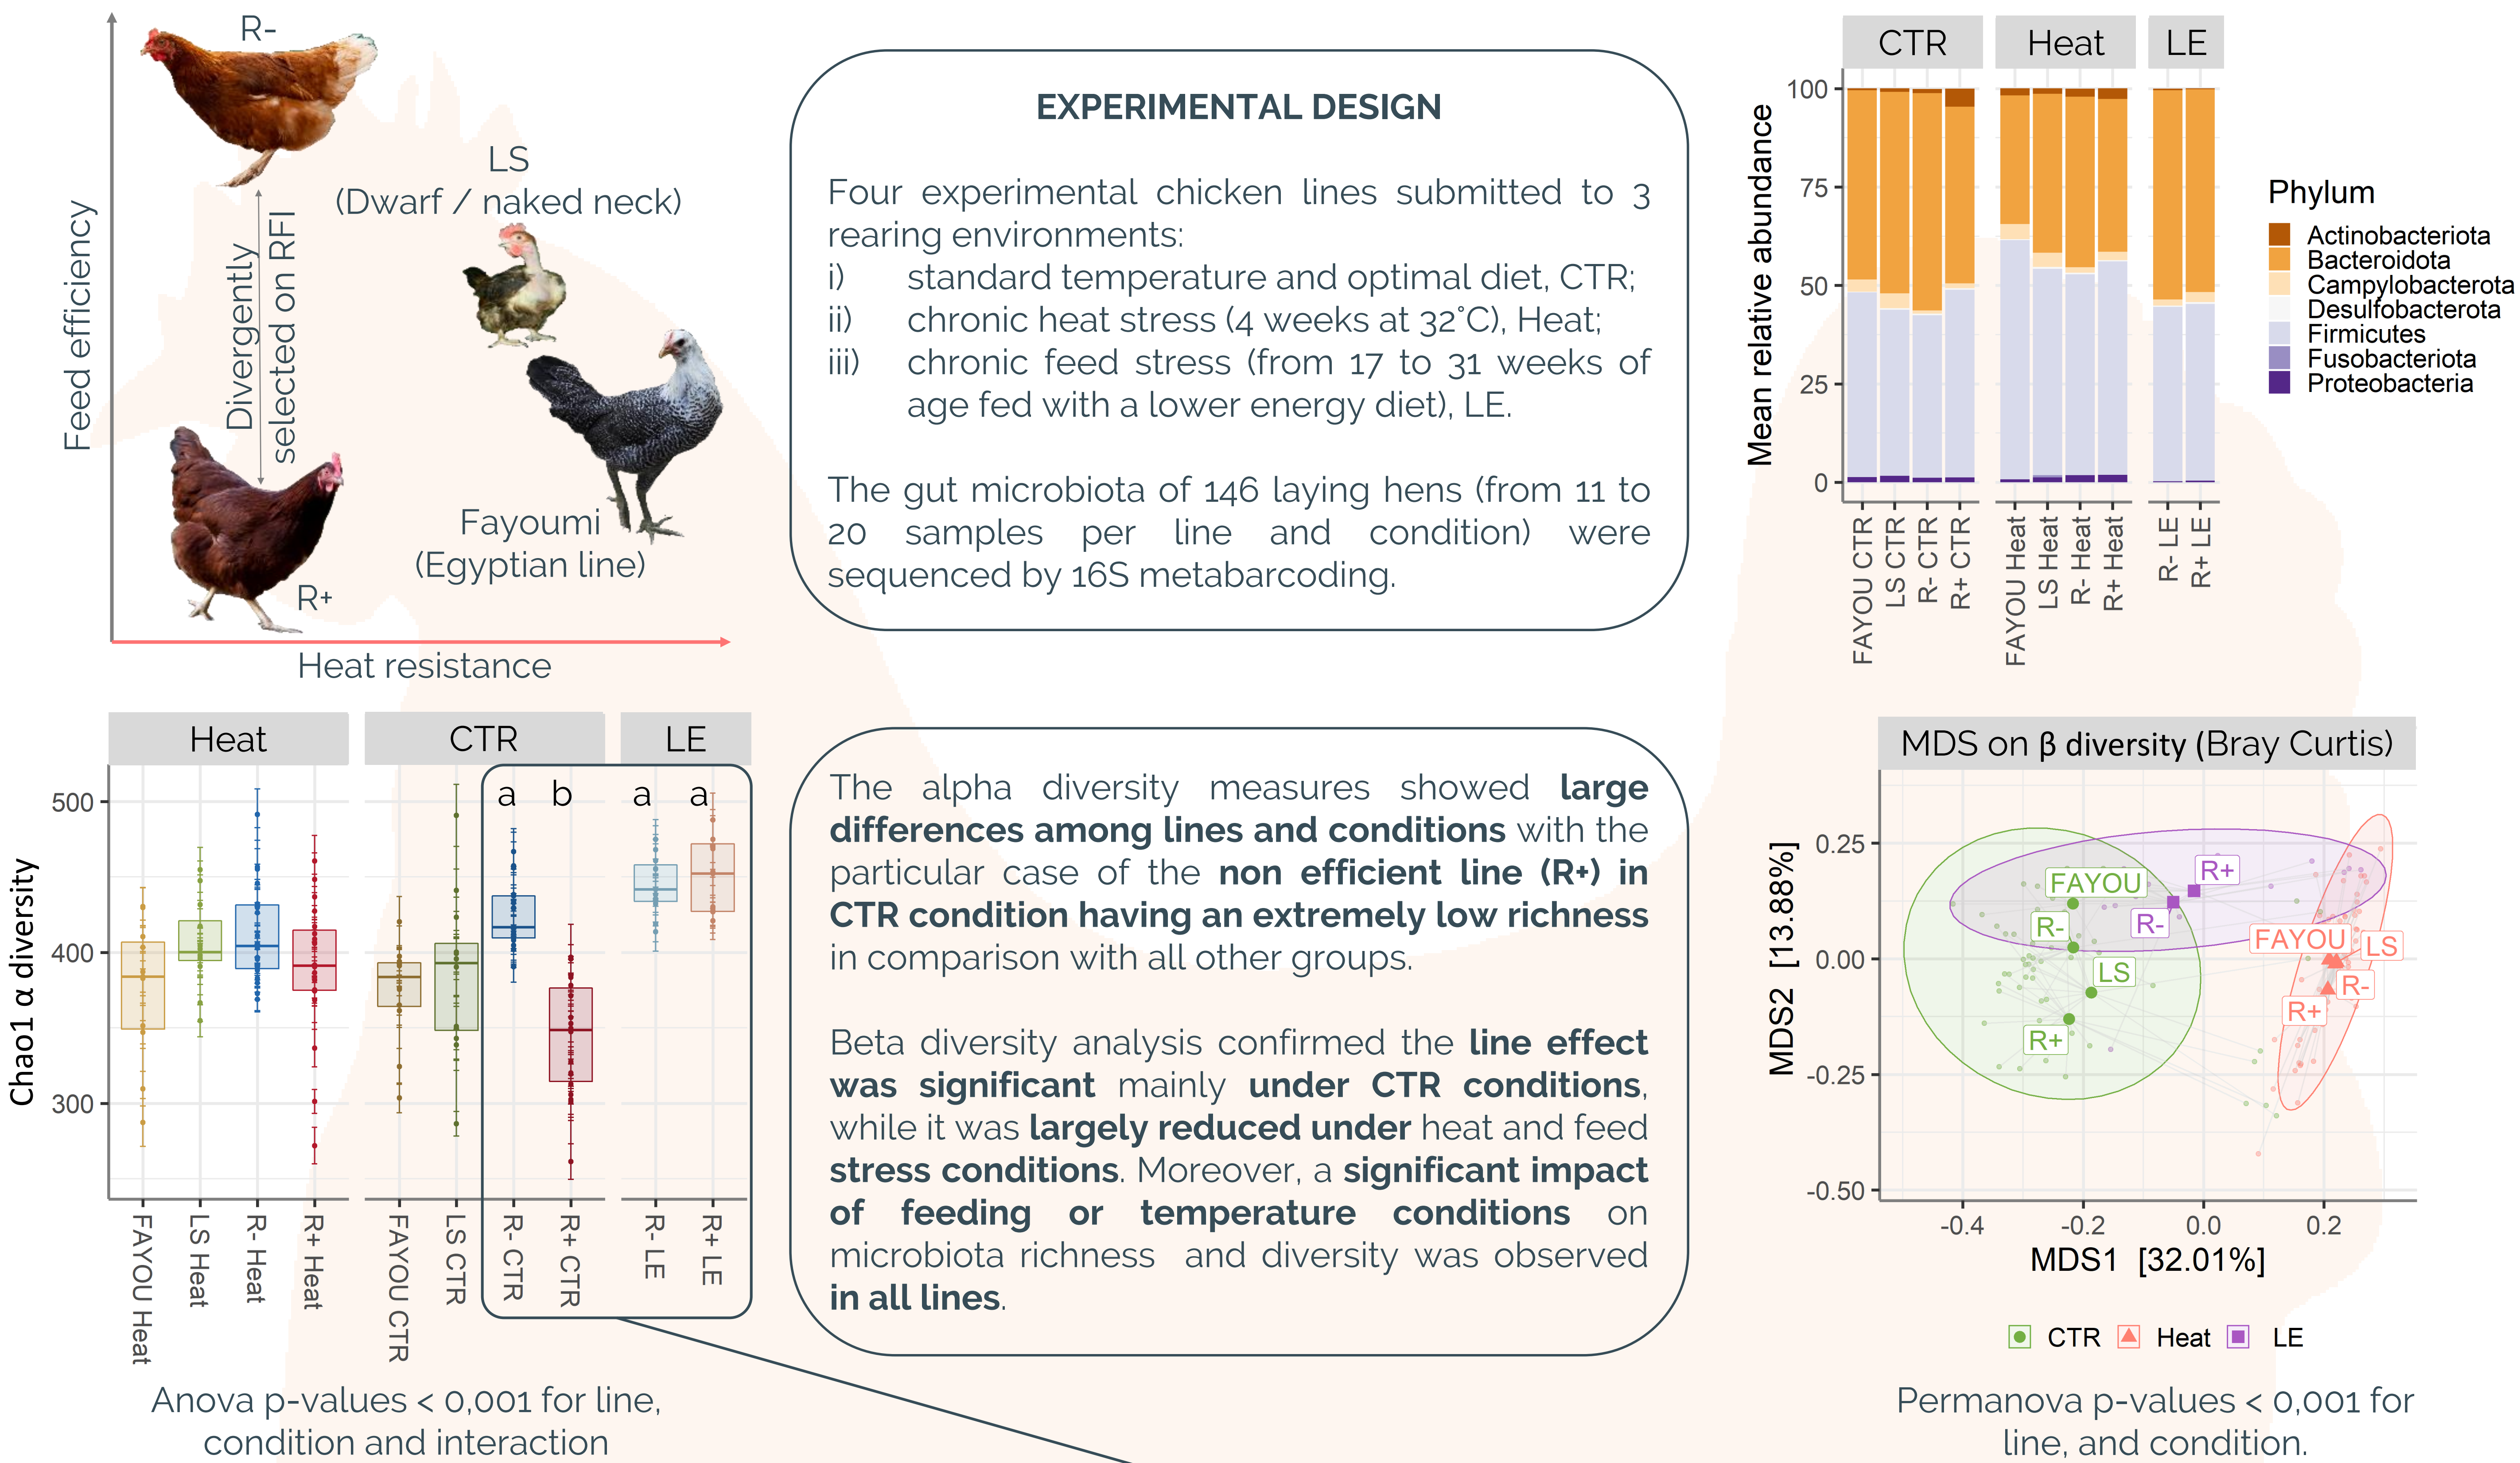 R-
LS
(Dwarf / naked neck)
Feed efficiency
Divergently
selected on RFI
Fayoumi
(Egyptian line)
R+
Heat resistance
EXPERIMENTAL DESIGN
Four experimental chicken lines submitted to 3
rearing environments:
i) standard temperature and optimal diet, CTR;
ii) chronic heat stress (4 weeks at 32°C), Heat;
iii) chronic feed stress (from 17 to 31 weeks of
age fed with a lower energy diet), LE.
The gut microbiota of 146 laying hens (from 11 to
20 samples per line and condition) were
sequenced by 16S metabarcoding.
CTR Heat LE
Mean relative abundance
100
75
50
25
0
FAYOU CTR
LS CTR
R- CTR
R+ CTR
FAYOU Heat
LS Heat
R- Heat
R+ Heat
R- LE
R+ LE
Phylum
Actinobacteriota
Bacteroidota
Campylobacterota
Desulfobacterota
Firmicutes
Fusobacteriota
Proteobacteria
Heat CTR LE
Chao1 α diversity
500
400
300
a b a a
FAYOU Heat
LS Heat
R- Heat
R+ Heat
FAYOU CTR
LS CTR
R- CTR
R+ CTR
R- LE
R+ LE
Anova p-values < 0,001 for line,
condition and interaction
The alpha diversity measures showed large
differences among lines and conditions with the
particular case of the non efficient line (R+) in
CTR condition having an extremely low richness
in comparison with all other groups.
Beta diversity analysis confirmed the line effect
was significant mainly under CTR conditions,
while it was largely reduced under heat and feed
stress conditions. Moreover, a significant impact
of feeding or temperature conditions on
microbiota richness and diversity was observed
in all lines.
MDS on β diversity (Bray Curtis)
MDS2 [13.88%]
0.25
0.00
-0.25
-0.50
R+
FAYOU
R-
R-
FAYOU
LS
LS
R-
R+
R+
-0.4 -0.2 0.0 0.2
MDS1 [32.01%]
CTR Heat LE
Permanova p-values < 0,001 for
line, and condition.